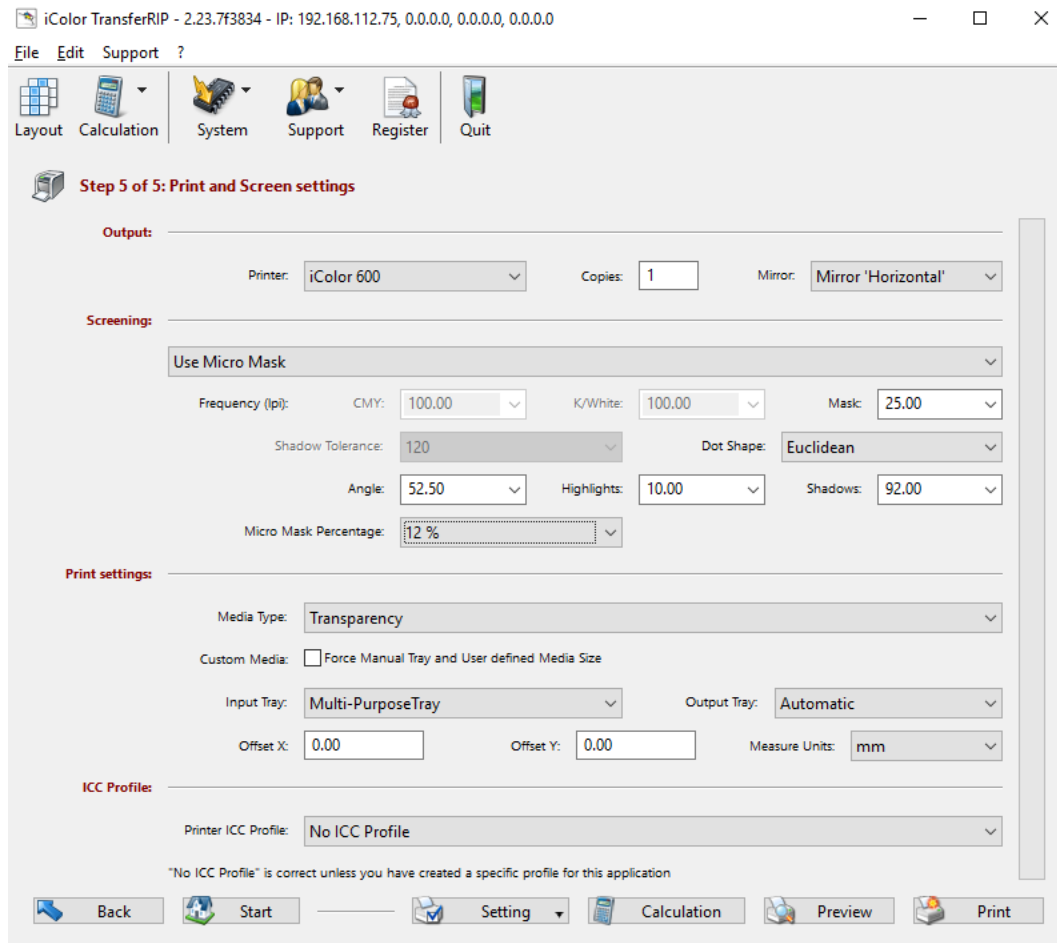 iColor TransferRIP - 2.23.7f3834 - IP: 192.168.112.75, 0.0.0.0, 0.0.0.0, 0.0.0.0
File Edit Support ?
Layout Calculation System Support Register Quit
Step 5 of 5: Print and Screen settings
Output:
Printer: iColor 600 Copies: 1 Mirror: Mirror 'Horizontal'
Screening:
Use Micro Mask
Frequency (lpi): CMY: 100.00 K/White: 100.00 Mask: 25.00
Shadow Tolerance: 120 Dot Shape: Euclidean
Angle: 52.50 Highlights: 10.00 Shadows: 92.00
Micro Mask Percentage: 12 %
Print settings:
Media Type: Transparency
Custom Media: Force Manual Tray and User defined Media Size
Input Tray: Multi-PurposeTray Output Tray: Automatic
Offset X: 0.00 Offset Y: 0.00 Measure Units: mm
ICC Profile:
Printer ICC Profile: No ICC Profile
"No ICC Profile" is correct unless you have created a specific profile for this application
Back Start Setting Calculation Preview Print